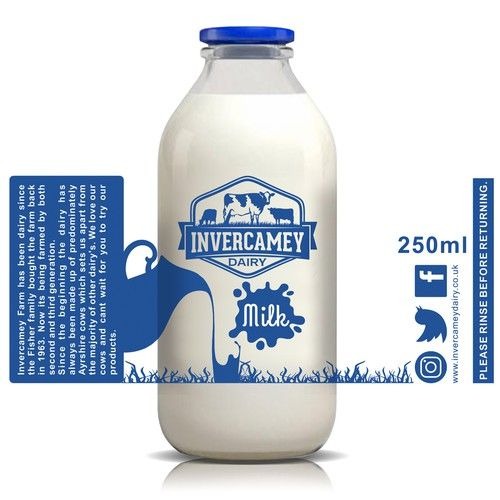 Invercamey Farm has been dairy since
the Fisher family bought the farm back
in 1963. Now its being farmed by both
second and third generation.
Since the beginning the dairy has
always been made up of predominately
Ayrshire cows which sets us apart from
the majority of other dairy's. We love our
cows and cant wait for you to try our
products.
INVERCAMEY
DAIRY
Milk
250ml
www.invercameydairy.co.uk
PLEASE RINSE BEFORE RETURNING.